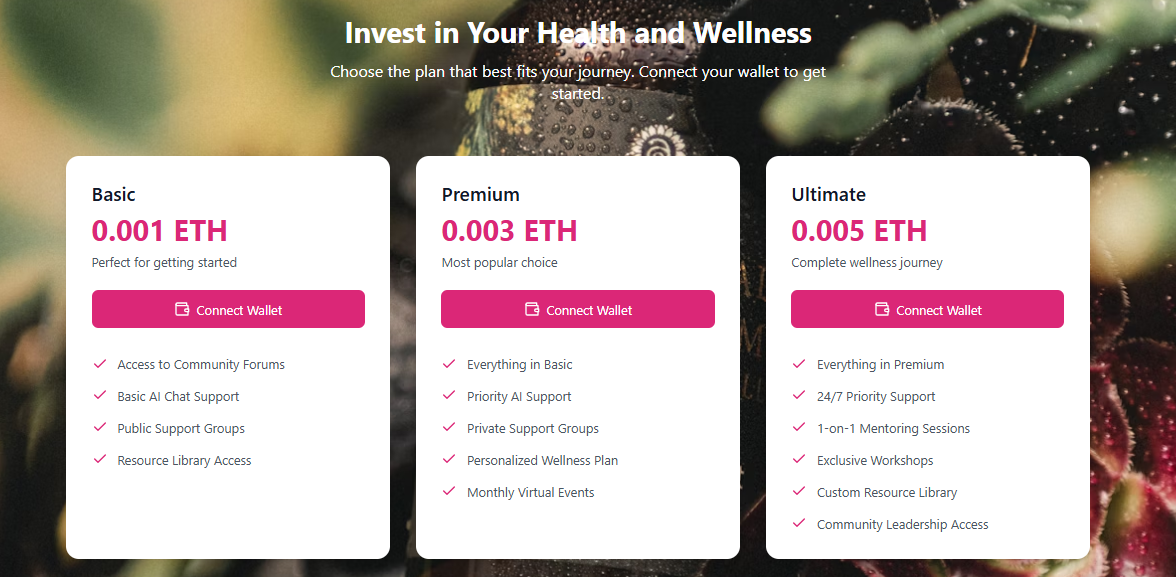 Invest in Your Health and Wellness
Choose the plan that best fits your journey. Connect your wallet to get
started.
Basic
0.001 ETH
Perfect for getting started
Connect Wallet
Access to Community Forums
Basic AI Chat Support
Public Support Groups
Resource Library Access
Premium
0.003 ETH
Most popular choice
Connect Wallet
Everything in Basic
Priority AI Support
Private Support Groups
Personalized Wellness Plan
Monthly Virtual Events
Ultimate
0.005 ETH
Complete wellness journey
Connect Wallet
Everything in Premium
24/7 Priority Support
1-on-1 Mentoring Sessions
Exclusive Workshops
Custom Resource Library
Community Leadership Access